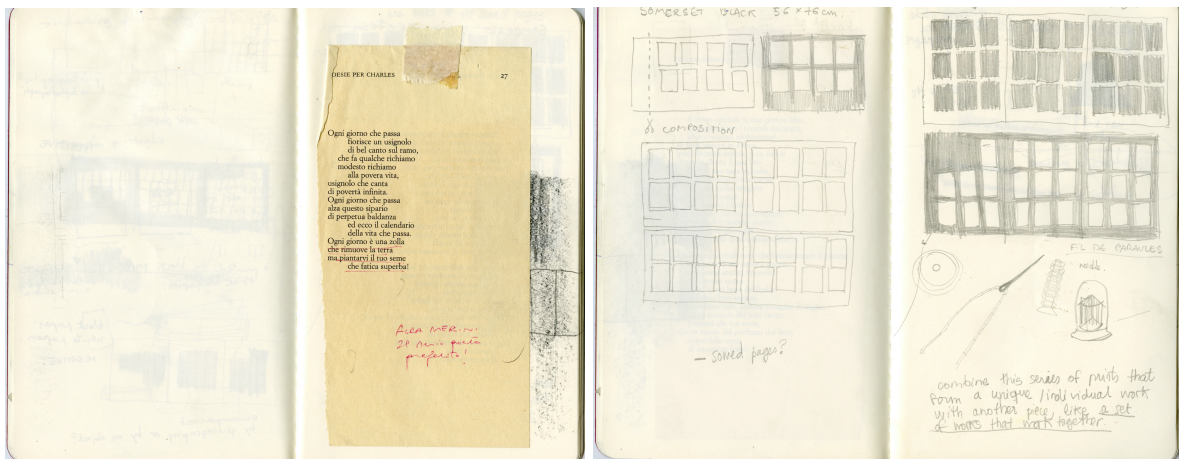 POESIE PER CHARLES 27
Ogni giorno che passa
fiorisce un usignolo
di bel canto sul ramo,
che fa qualche richiamo
modesto richiamo
alla povera vita,
usignolo che canta
di povertà infinita.
Ogni giorno che passa
alza questo sipario
di perpetua baldanza
ed ecco il calendario
della vita che passa.
Ogni giorno è una zolla
che rimuove la terra
ma piantarvi il tuo seme
che fatica superba!
ALDA MERINI
preferito!
SOMERSET BLACK 56 × 76 cm.
COMPOSITION
— sowed pages?
FIL DE PARAULES
needle.
combine this series of prints that
form a unique / individual work
with another piece, like a set
of works that work together.